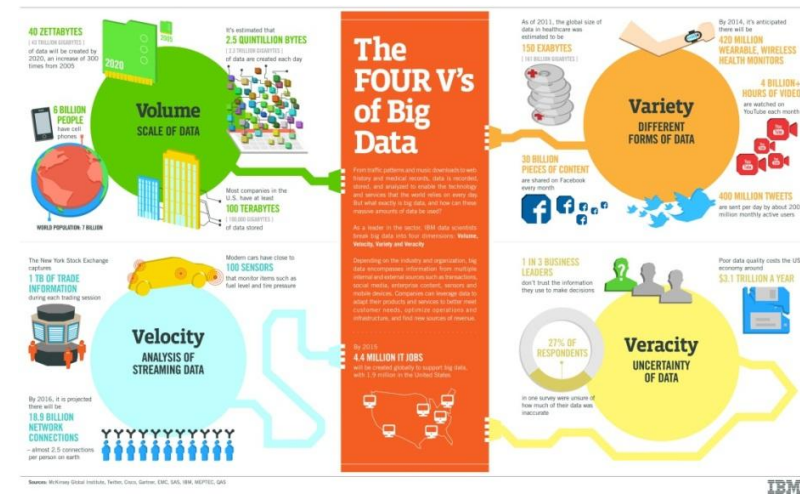 40 ZETTABYTES
[ 43 TRILLION GIGABYTES ]
of data will be created by
2020, an increase of 300
times from 2005
2005
2020
It's estimated that
2.5 QUINTILLION BYTES
[ 2.3 TRILLION GIGABYTES ]
of data are created each day
6 BILLION
PEOPLE
have cell
phones
WORLD POPULATION: 7 BILLION
Volume
SCALE OF DATA
Most companies in the
U.S. have at least
100 TERABYTES
[ 100,000 GIGABYTES ]
of data stored
The New York Stock Exchange
captures
1 TB OF TRADE
INFORMATION
during each trading session
Modern cars have close to
100 SENSORS
that monitor items such as
fuel level and tire pressure
Velocity
ANALYSIS OF
STREAMING DATA
By 2016, it is projected
there will be
18.9 BILLION
NETWORK
CONNECTIONS
– almost 2.5 connections
per person on earth
The
FOUR V's
of Big
Data
From traffic patterns and music downloads to web
history and medical records, data is recorded,
stored, and analyzed to enable the technology
and services that the world relies on every day.
But what exactly is big data, and how can these
massive amounts of data be used?
As a leader in the sector, IBM data scientists
break big data into four dimensions: Volume,
Velocity, Variety and Veracity
Depending on the industry and organization, big
data encompasses information from multiple
internal and external sources such as transactions,
social media, enterprise content, sensors and
mobile devices. Companies can leverage data to
adapt their products and services to better meet
customer needs, optimize operations and
infrastructure, and find new sources of revenue.
By 2015
4.4 MILLION IT JOBS
will be created globally to support big data,
with 1.9 million in the United States
As of 2011, the global size of
data in healthcare was
estimated to be
150 EXABYTES
[ 161 BILLION GIGABYTES ]
By 2014, it's anticipated
there will be
420 MILLION
WEARABLE, WIRELESS
HEALTH MONITORS
4 BILLION+
HOURS OF VIDEO
are watched on
YouTube each month
Variety
DIFFERENT
FORMS OF DATA
30 BILLION
PIECES OF CONTENT
are shared on Facebook
every month
400 MILLION TWEETS
are sent per day by about 200
million monthly active users
1 IN 3 BUSINESS
LEADERS
don't trust the information
they use to make decisions
Poor data quality costs the US
economy around
$3.1 TRILLION A YEAR
27% OF
RESPONDENTS
in one survey were unsure of
how much of their data was
inaccurate
Veracity
UNCERTAINTY
OF DATA
Sources: McKinsey Global Institute, Twitter, Cisco, Gartner, EMC, SAS, IBM, MEPTEC, QAS
IBM